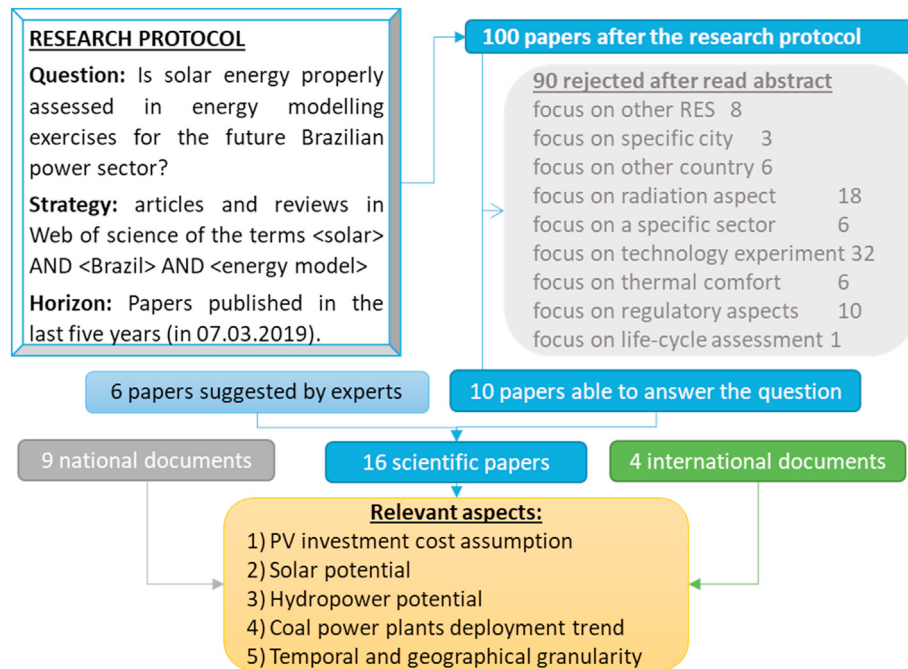 RESEARCH PROTOCOL
Question: Is solar energy properly
assessed in energy modelling
exercises for the future Brazilian
power sector?
Strategy: articles and reviews in
Web of science of the terms <solar>
AND <Brazil> AND <energy model>
Horizon: Papers published in the
last five years (in 07.03.2019).
100 papers after the research protocol
90 rejected after read abstract
focus on other RES 8
focus on specific city 3
focus on other country 6
focus on radiation aspect 18
focus on a specific sector 6
focus on technology experiment 32
focus on thermal comfort 6
focus on regulatory aspects 10
focus on life-cycle assessment 1
6 papers suggested by experts
10 papers able to answer the question
9 national documents
16 scientific papers
4 international documents
Relevant aspects:
1) PV investment cost assumption
2) Solar potential
3) Hydropower potential
4) Coal power plants deployment trend
5) Temporal and geographical granularity